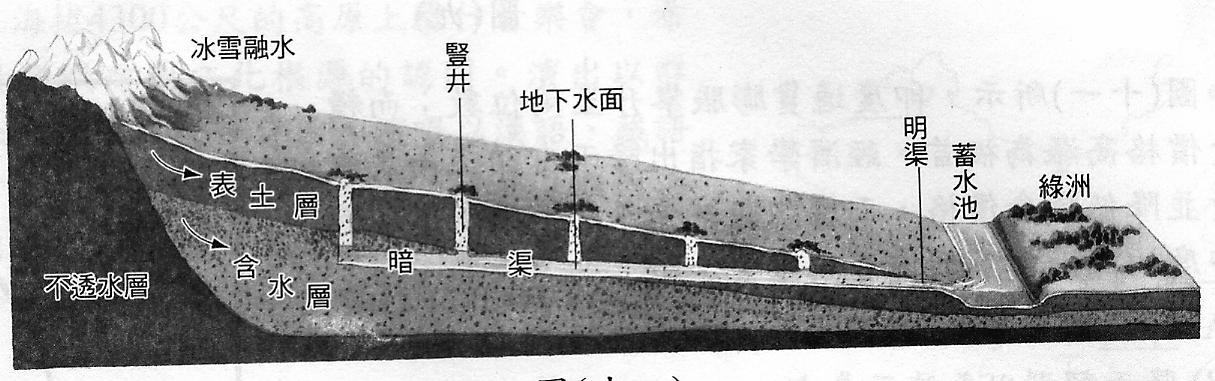 冰雪融水
豎井
地下水面
明渠
蓄水池
綠洲
表土層
含水層
暗渠
不透水層